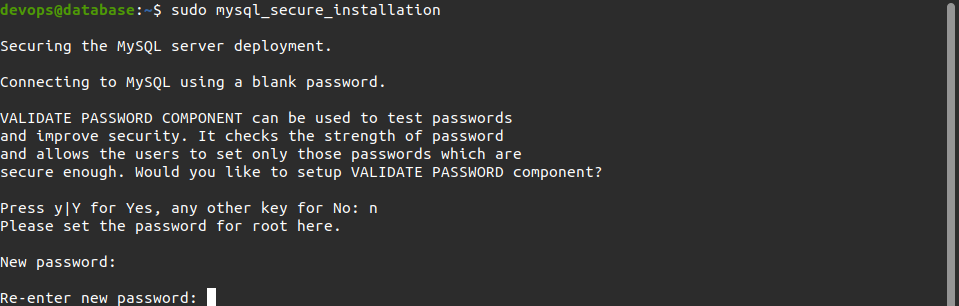 devops@database:~$ sudo mysql_secure_installation
Securing the MySQL server deployment.
Connecting to MySQL using a blank password.
VALIDATE PASSWORD COMPONENT can be used to test passwords
and improve security. It checks the strength of password
and allows the users to set only those passwords which are
secure enough. Would you like to setup VALIDATE PASSWORD component?
Press y|Y for Yes, any other key for No: n
Please set the password for root here.
New password:
Re-enter new password: